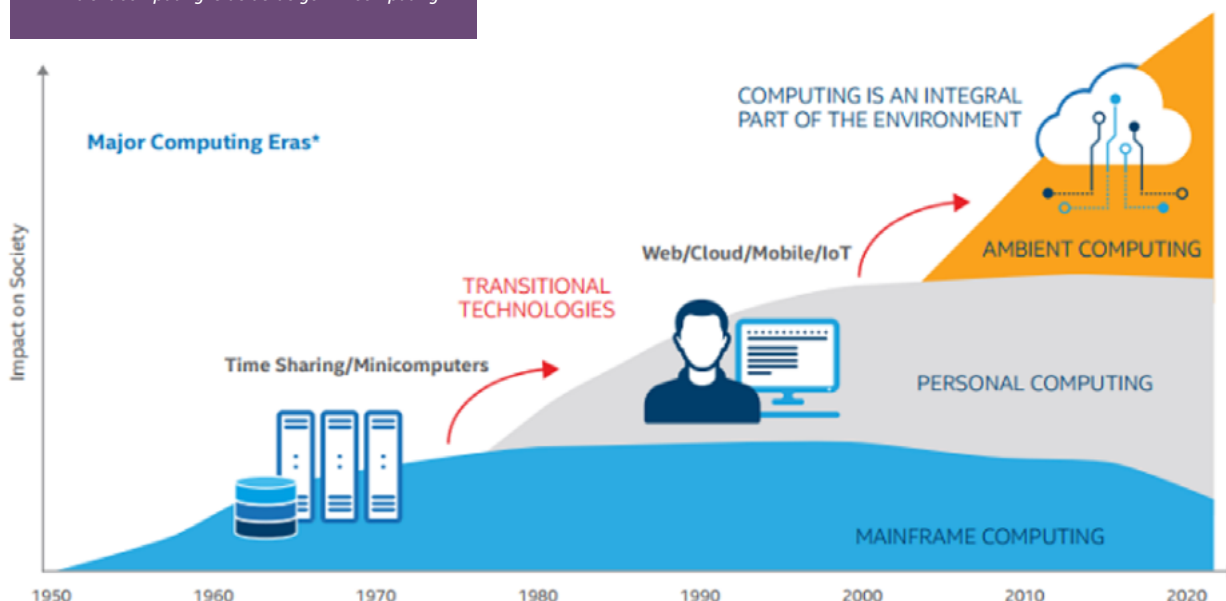 Major Computing Eras*
COMPUTING IS AN INTEGRAL
PART OF THE ENVIRONMENT
Impact on Society
Web/Cloud/Mobile/IoT
AMBIENT COMPUTING
TRANSITIONAL
TECHNOLOGIES
Time Sharing/Minicomputers
PERSONAL COMPUTING
MAINFRAME COMPUTING
1950 1960 1970 1980 1990 2000 2010 2020